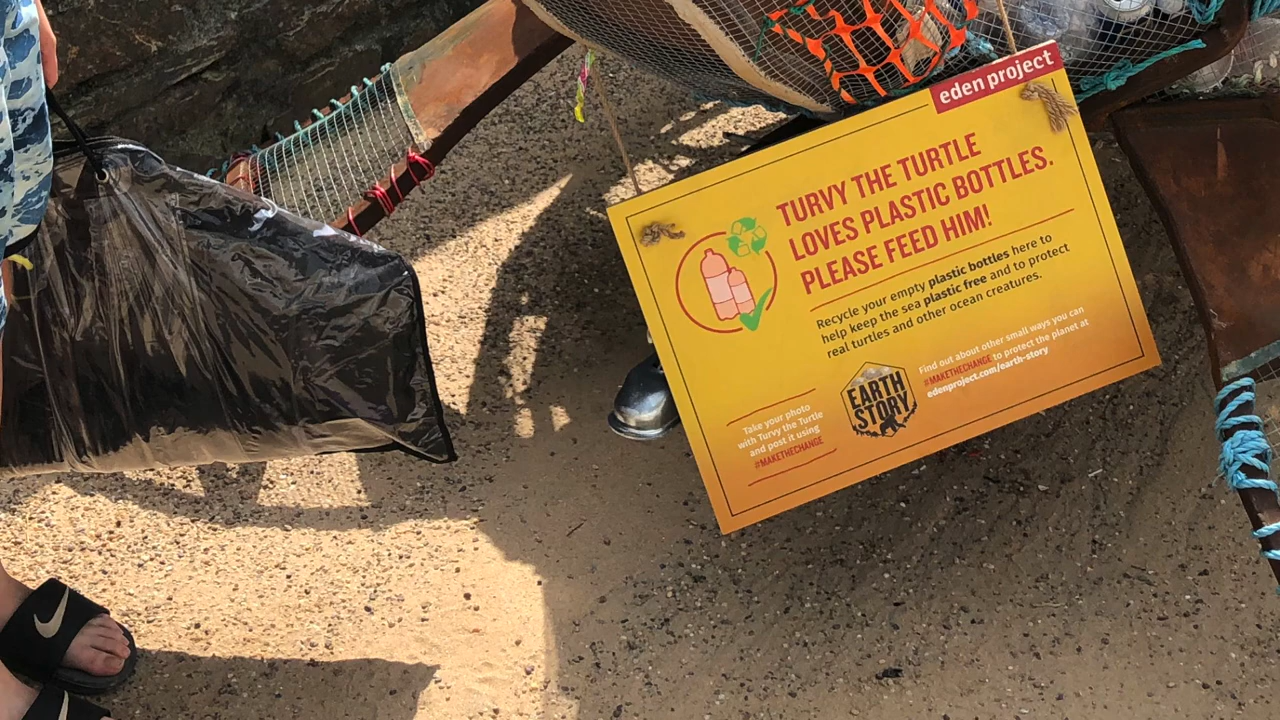 eden project
TURVY THE TURTLE
LOVES PLASTIC BOTTLES.
PLEASE FEED HIM!
Recycle your empty plastic bottles here to
help keep the sea plastic free and to protect
real turtles and other ocean creatures.
Take your photo
with Turvy the Turtle
and post it using
#MAKETHECHANGE
EARTH
STORY
Find out about other small ways you can
#MAKETHECHANGE to protect the planet at
edenproject.com/earth-story